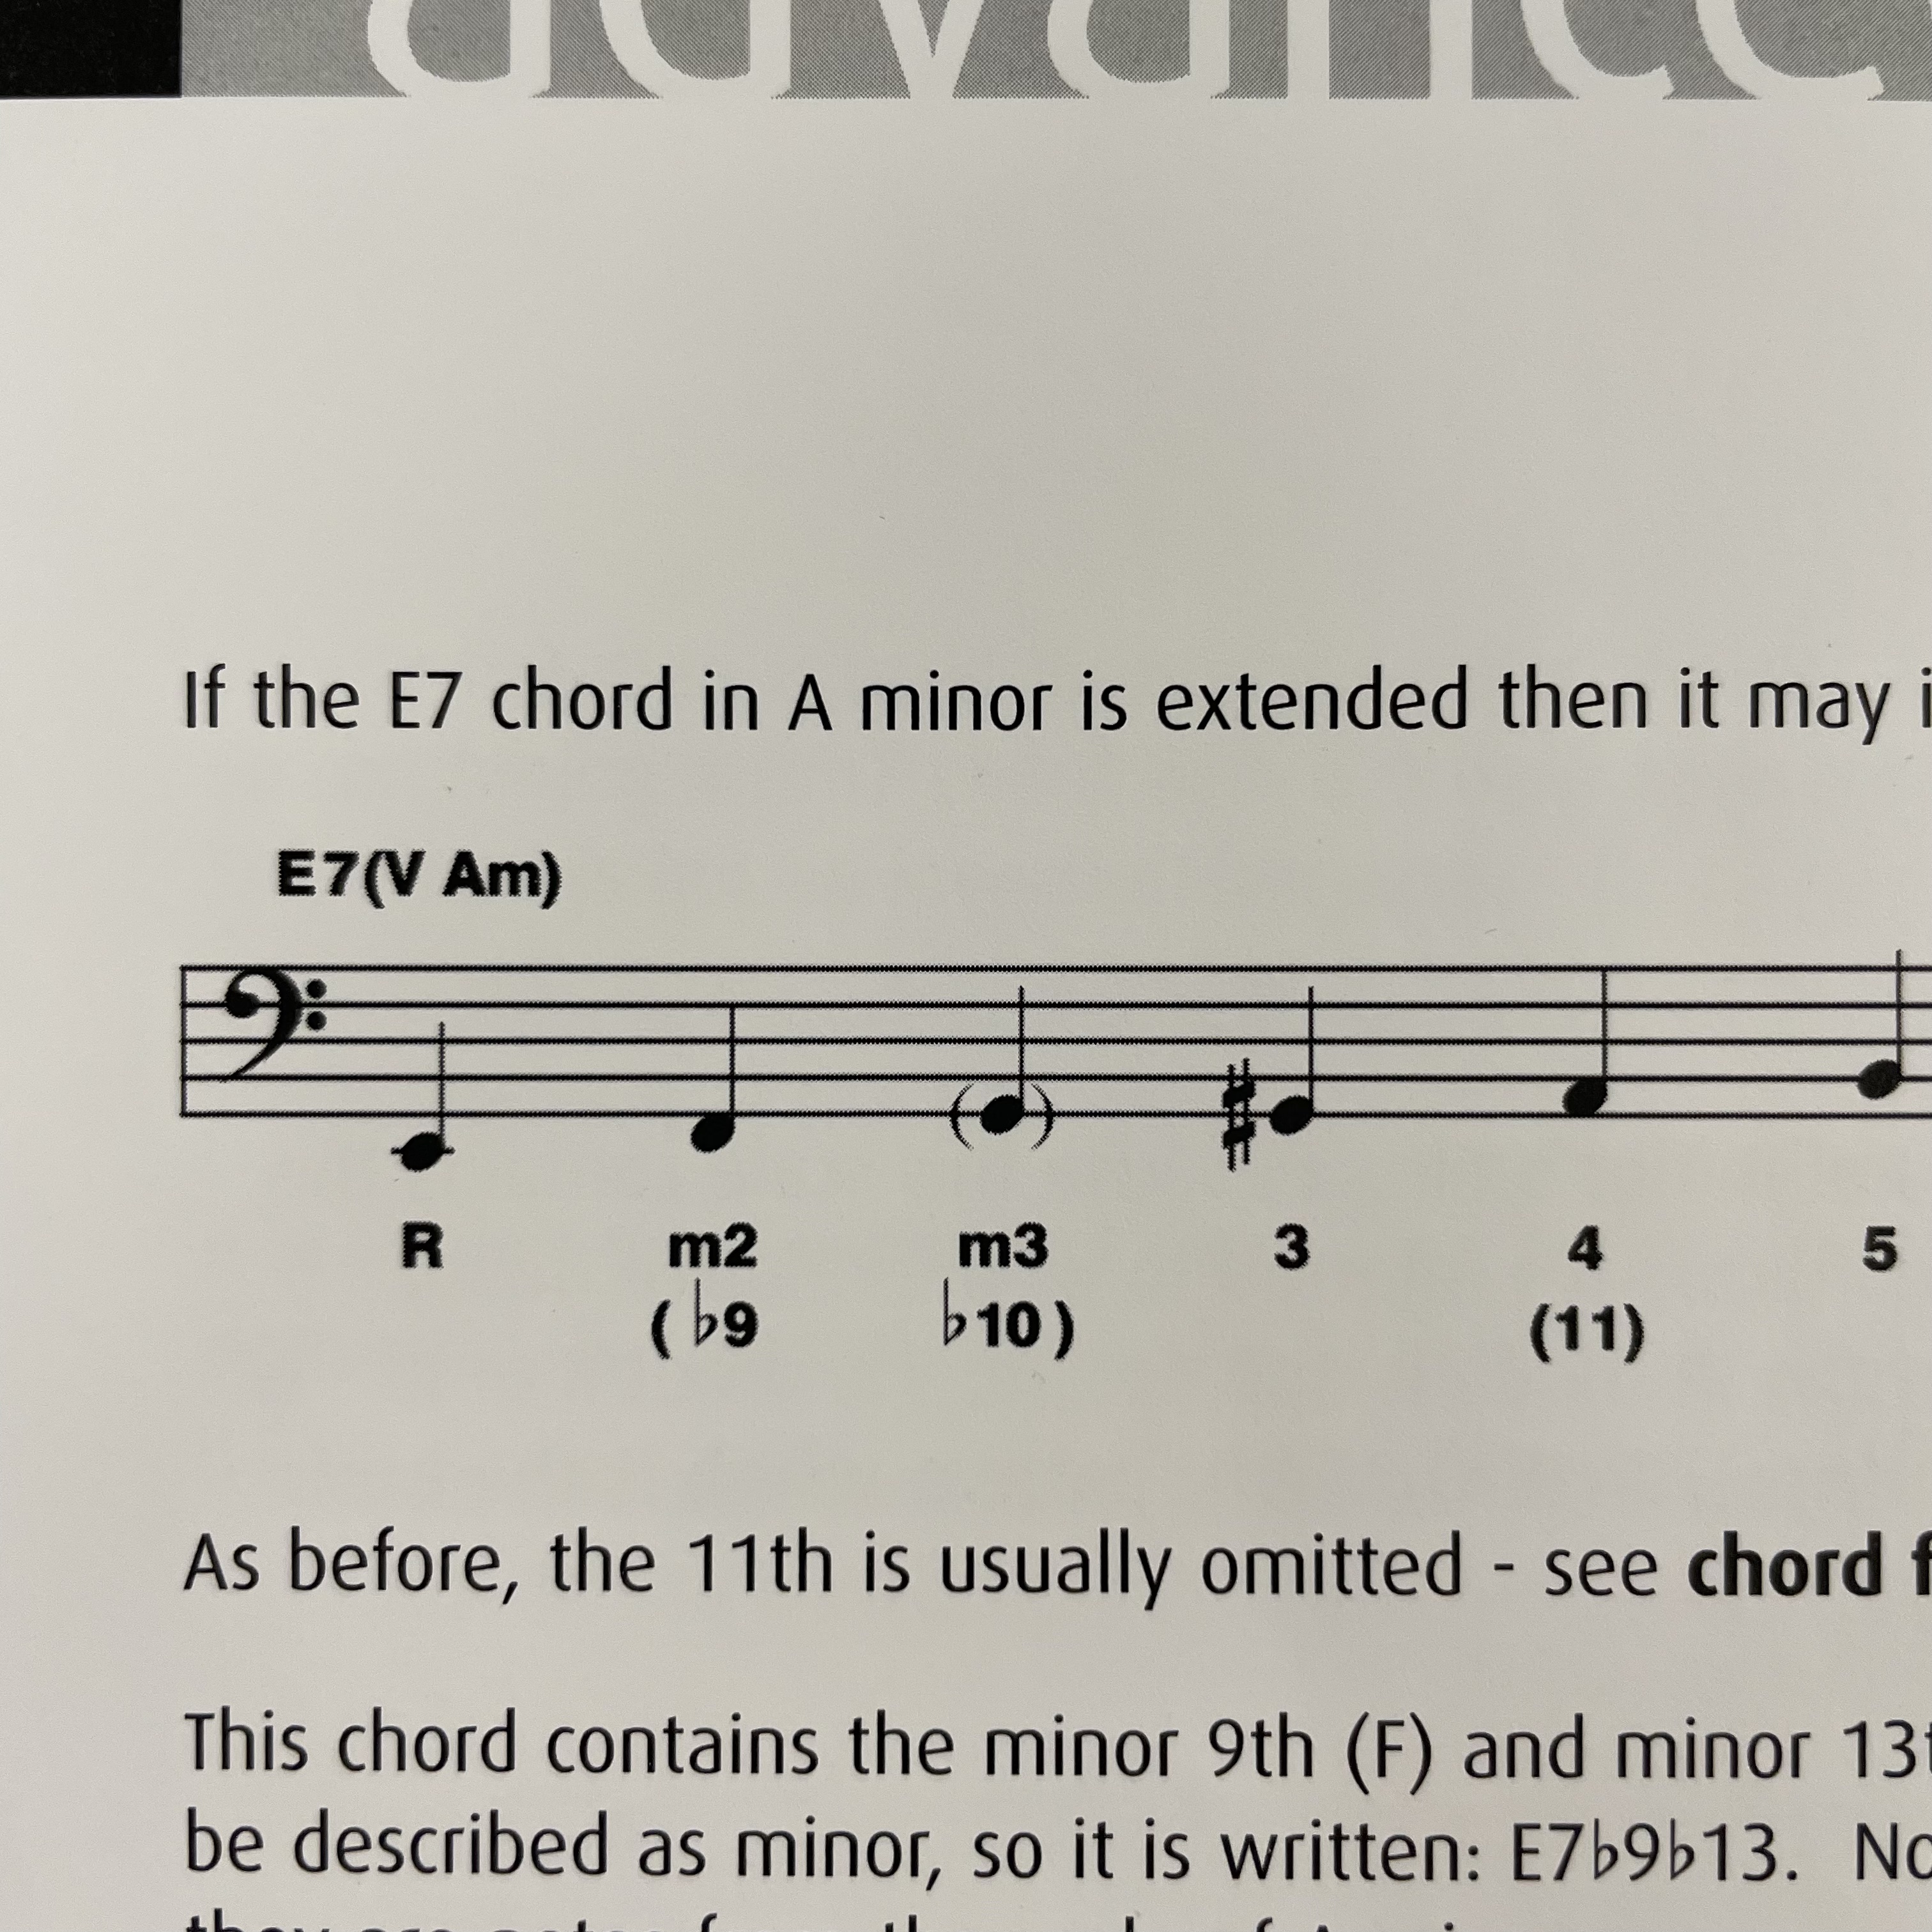 advance
If the E7 chord in A minor is extended then it may
E7(V Am)
R m2 m3 3 4 5
(♭9 ♭10) (11)
As before, the 11th is usually omitted - see chord
This chord contains the minor 9th (F) and minor
be described as minor, so it is written: E7♭9♭13.